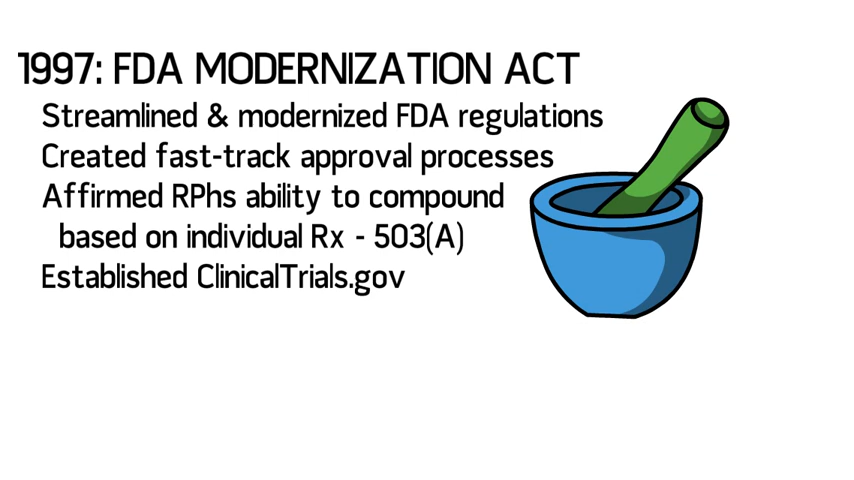 1997: FDA MODERNIZATION ACT
Streamlined & modernized FDA regulations
Created fast-track approval processes
Affirmed RPhs ability to compound
based on individual Rx - 503(A)
Established ClinicalTrials.gov